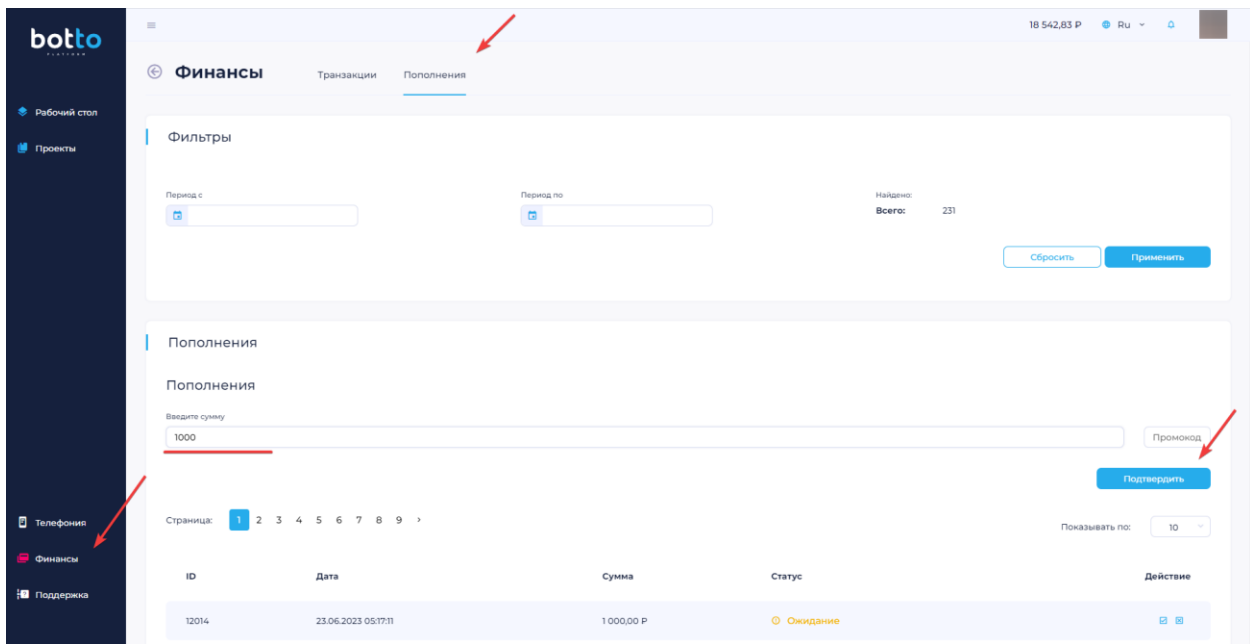 botto
PLATFORM
18 542,83 ₽ Ru
Финансы Транзакции Пополнения
Рабочий стол
Проекты
Фильтры
Период с Период по Найдено:
Всего: 231
Сбросить Применить
Пополнения
Пополнения
Введите сумму
1000 Промокод
Подтвердить
Телефония
Финансы
Поддержка
Страница: 1 2 3 4 5 6 7 8 9 ›
Показывать по: 10
ID Дата Сумма Статус Действие
12014 23.06.2023 05:17:11 1 000,00 ₽ Ожидание